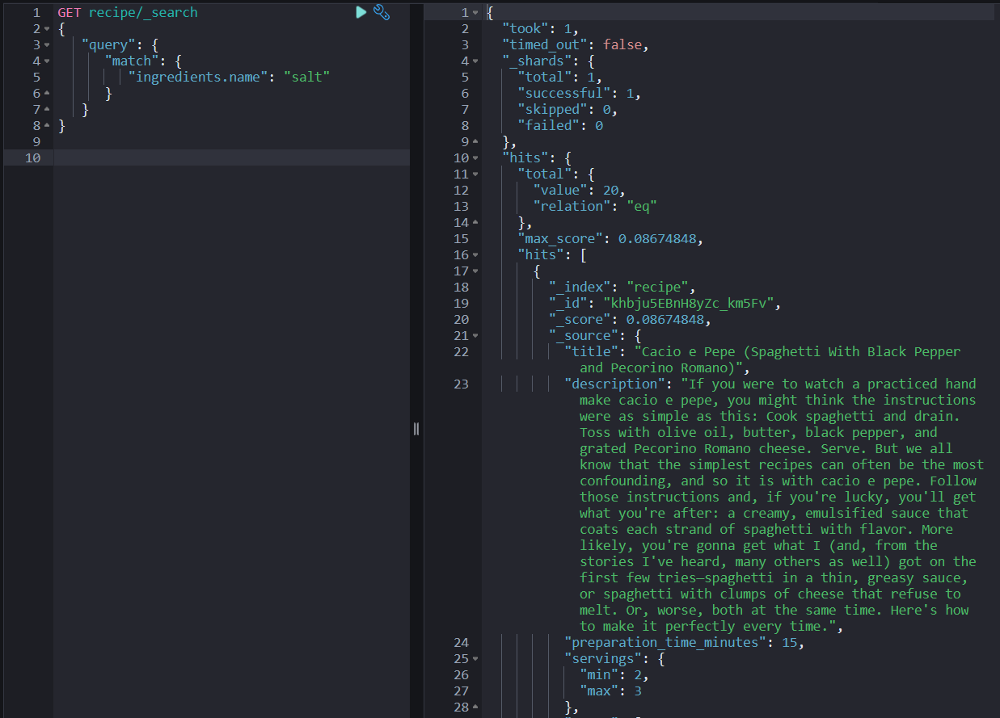 1 GET recipe/_search
2 {
3 "query": {
4 "match": {
5 "ingredients.name": "salt"
6 }
7 }
8 }
9
10
1 {
2 "took": 1,
3 "timed_out": false,
4 "_shards": {
5 "total": 1,
6 "successful": 1,
7 "skipped": 0,
8 "failed": 0
9 },
10 "hits": {
11 "total": {
12 "value": 20,
13 "relation": "eq"
14 },
15 "max_score": 0.08674848,
16 "hits": [
17 {
18 "_index": "recipe",
19 "_id": "khbju5EBnH8yZc_km5Fv",
20 "_score": 0.08674848,
21 "_source": {
22 "title": "Cacio e Pepe (Spaghetti With Black Pepper
and Pecorino Romano)",
23 "description": "If you were to watch a practiced hand
make cacio e pepe, you might think the instructions
were as simple as this: Cook spaghetti and drain.
Toss with olive oil, butter, black pepper, and
grated Pecorino Romano cheese. Serve. But we all
know that the simplest recipes can often be the most
confounding, and so it is with cacio e pepe. Follow
those instructions and, if you're lucky, you'll get
what you're after: a creamy, emulsified sauce that
coats each strand of spaghetti with flavor. More
likely, you're gonna get what I (and, from the
stories I've heard, many others as well) got on the
first few tries—spaghetti in a thin, greasy sauce,
or spaghetti with clumps of cheese that refuse to
melt. Or, worse, both at the same time. Here's how
to make it perfectly every time.",
24 "preparation_time_minutes": 15,
25 "servings": {
26 "min": 2,
27 "max": 3
28 },